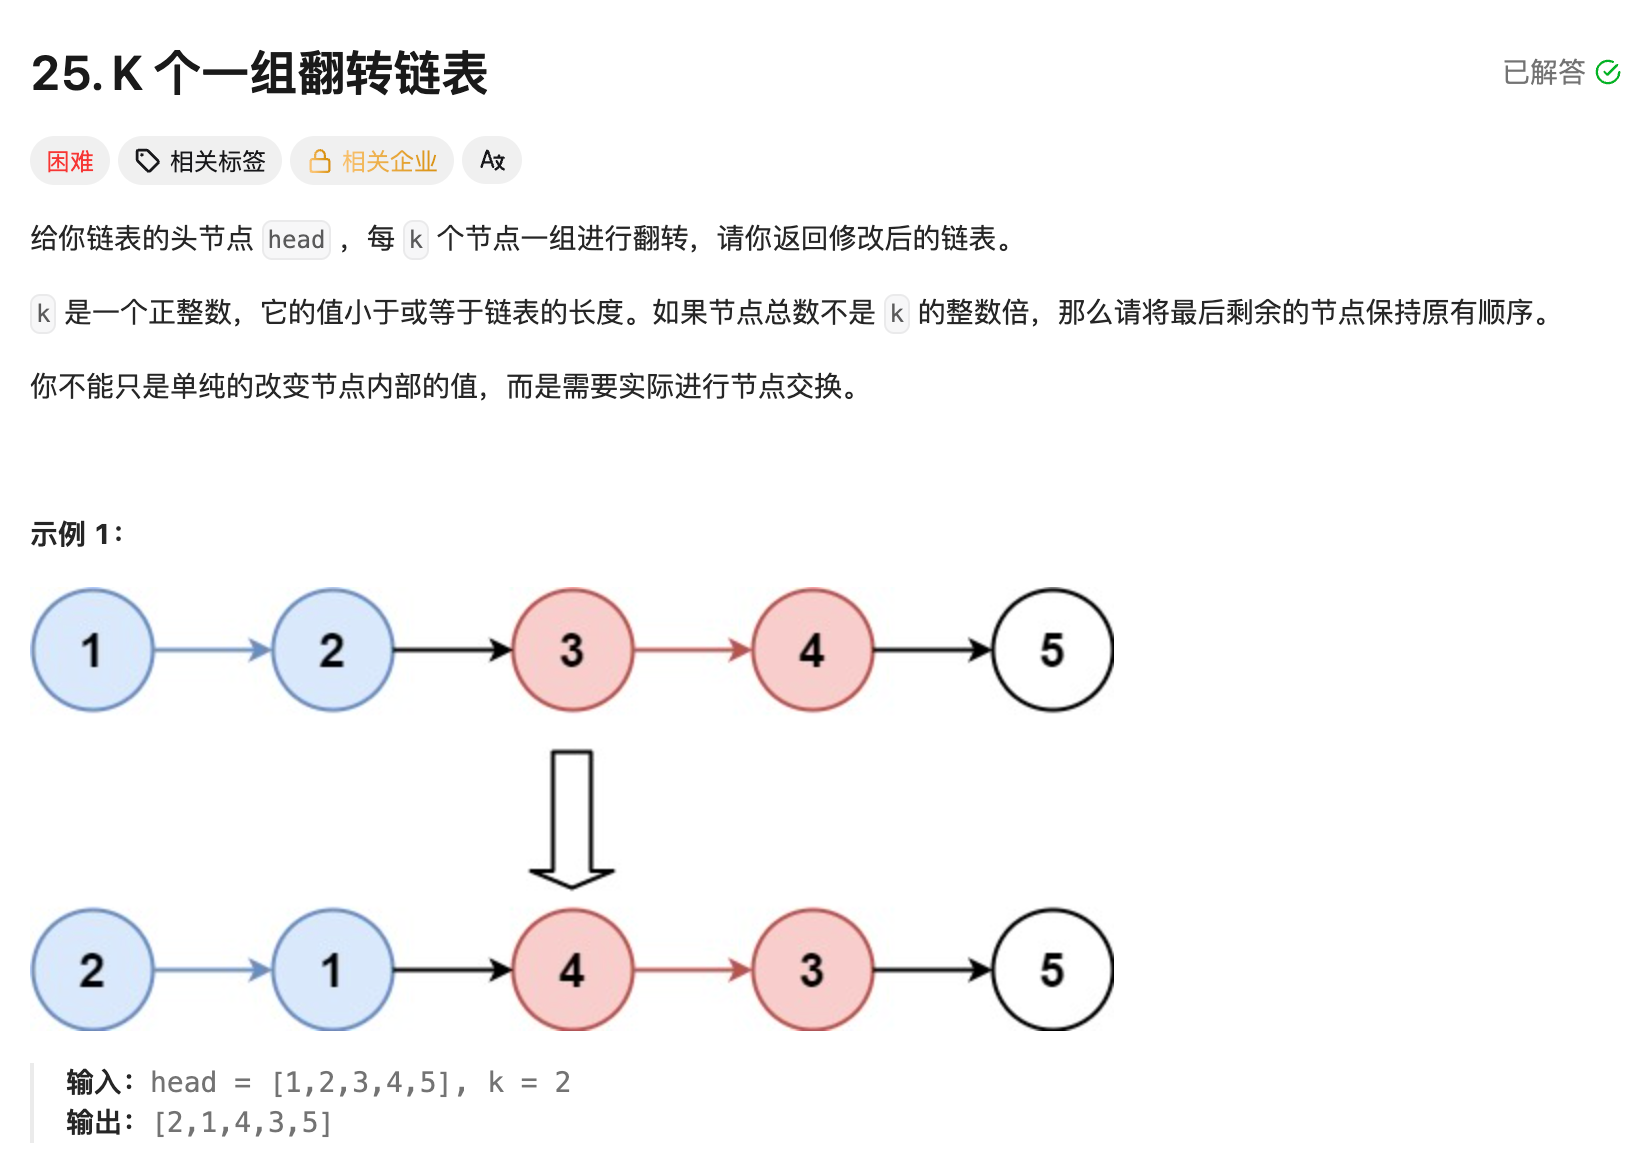 25. K 个一组翻转链表
已解答
困难 相关标签 相关企业 A文
给你链表的头节点 head ，每 k 个节点一组进行翻转，请你返回修改后的链表。
k 是一个正整数，它的值小于或等于链表的长度。如果节点总数不是 k 的整数倍，那么请将最后剩余的节点保持原有顺序。
你不能只是单纯的改变节点内部的值，而是需要实际进行节点交换。
示例 1：
1 2 3 4 5
2 1 4 3 5
输入：head = [1,2,3,4,5], k = 2
输出：[2,1,4,3,5]